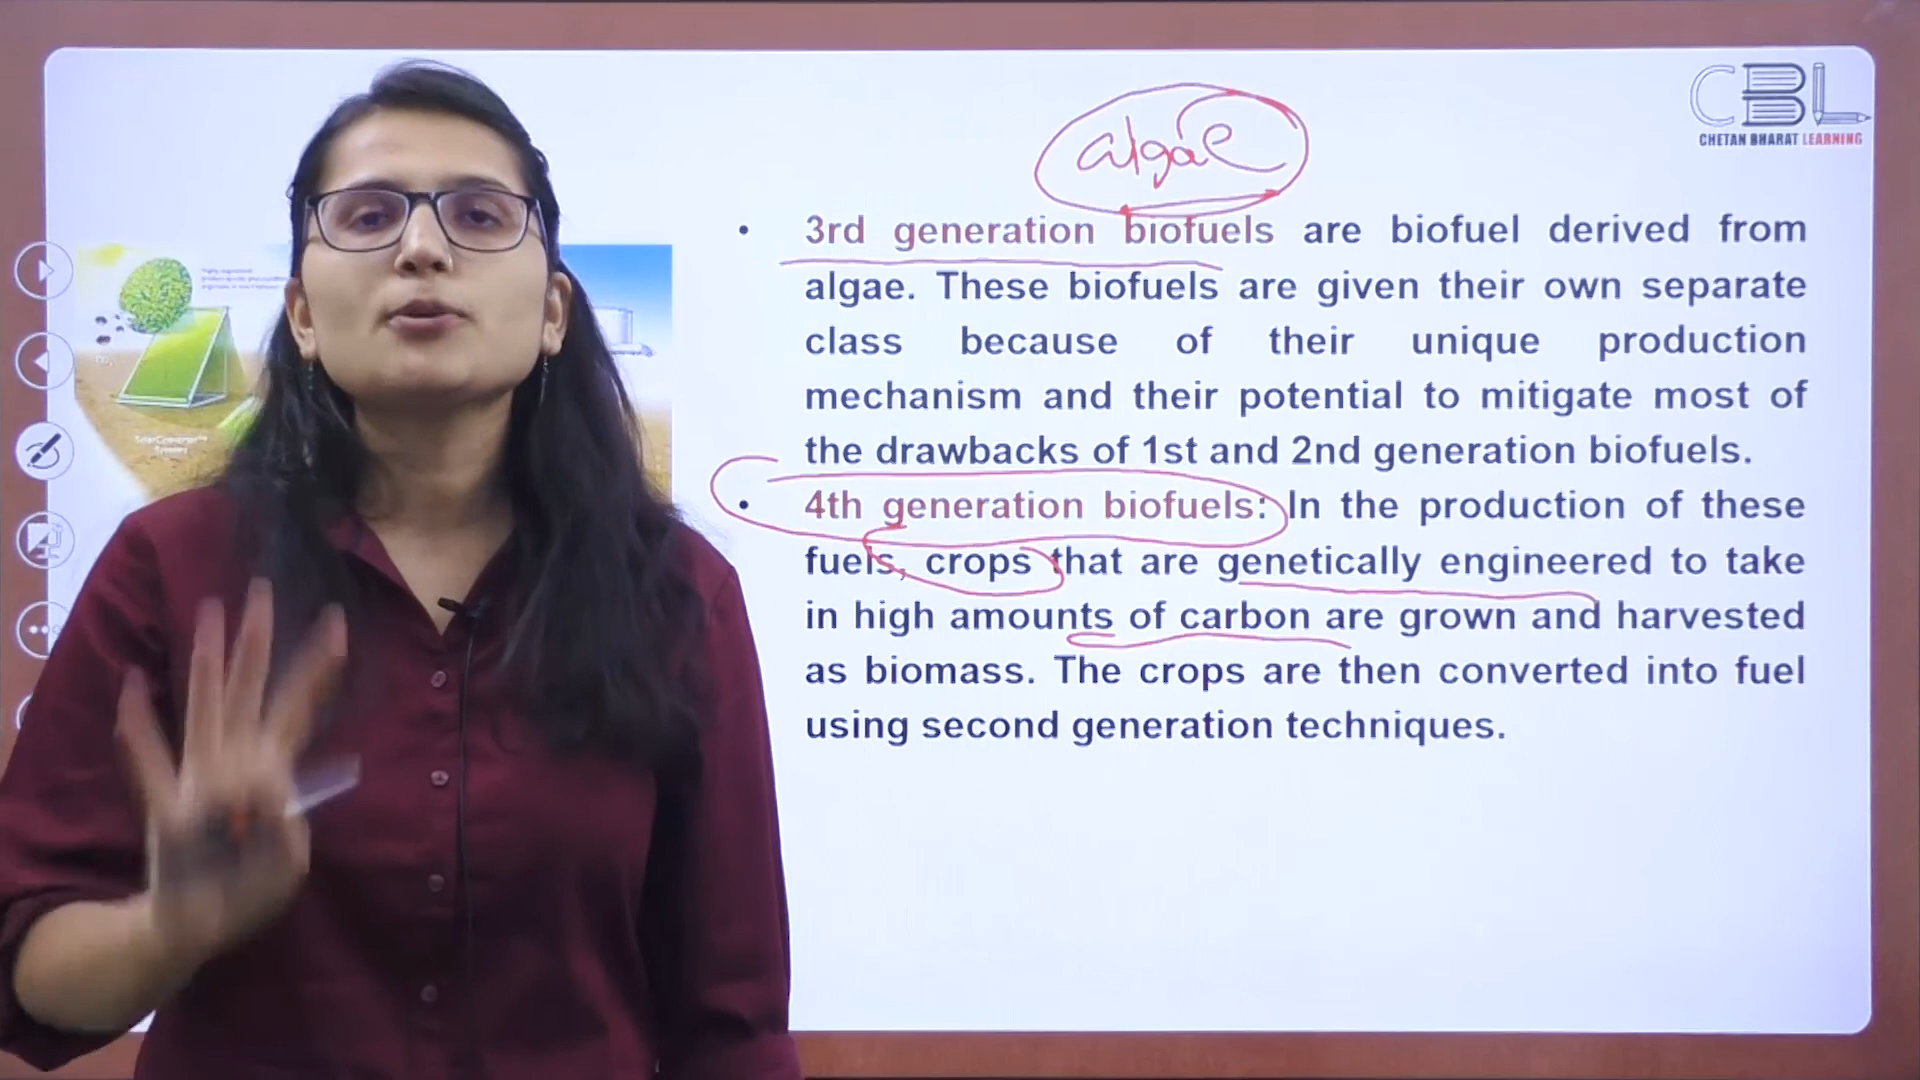 algae
CBL
CHETAN BHARAT LEARNING
• 3rd generation biofuels are biofuel derived from
algae. These biofuels are given their own separate
class because of their unique production
mechanism and their potential to mitigate most of
the drawbacks of 1st and 2nd generation biofuels.
• 4th generation biofuels: In the production of these
fuels, crops that are genetically engineered to take
in high amounts of carbon are grown and harvested
as biomass. The crops are then converted into fuel
using second generation techniques.